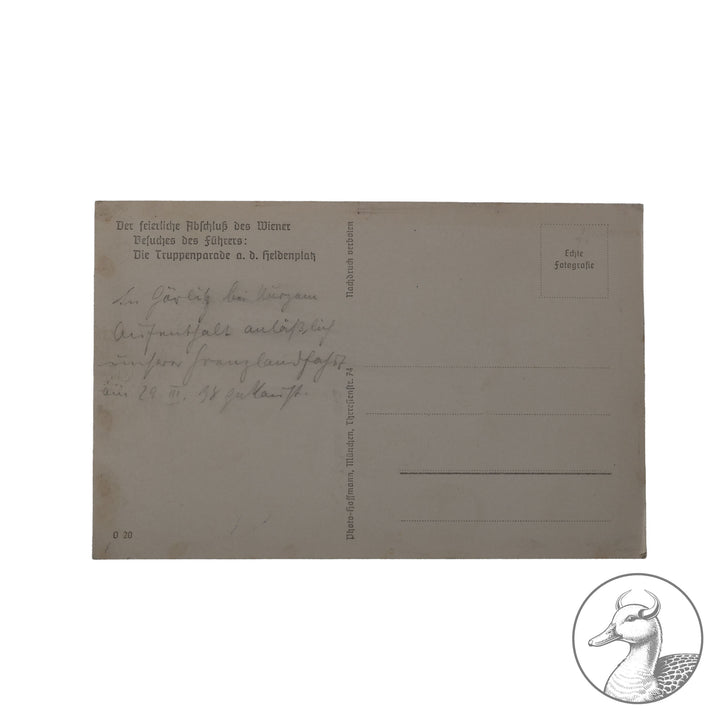 Der feierliche Abschluß des Wiener
Besuches des Führers:
Die Truppenparade a. d. Heldenplatz
In Görlitz bei kurzem
Aufenthalt anläßlich
unserer Grenzlandfahrt
am 29. III. 38 gekauft.
O 20
Nachdruck verboten
Photo-Hoffmann, München, Theresienstr. 74
Echte
Fotografie